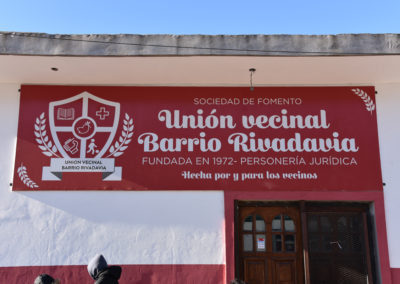 SOCIEDAD DE FOMENTO
Unión vecinal
Barrio Rivadavia
FUNDADA EN 1972- PERSONERÍA JURÍDICA
Hecha por y para los vecinos
UNION VECINAL
BARRIO RIVADAVIA